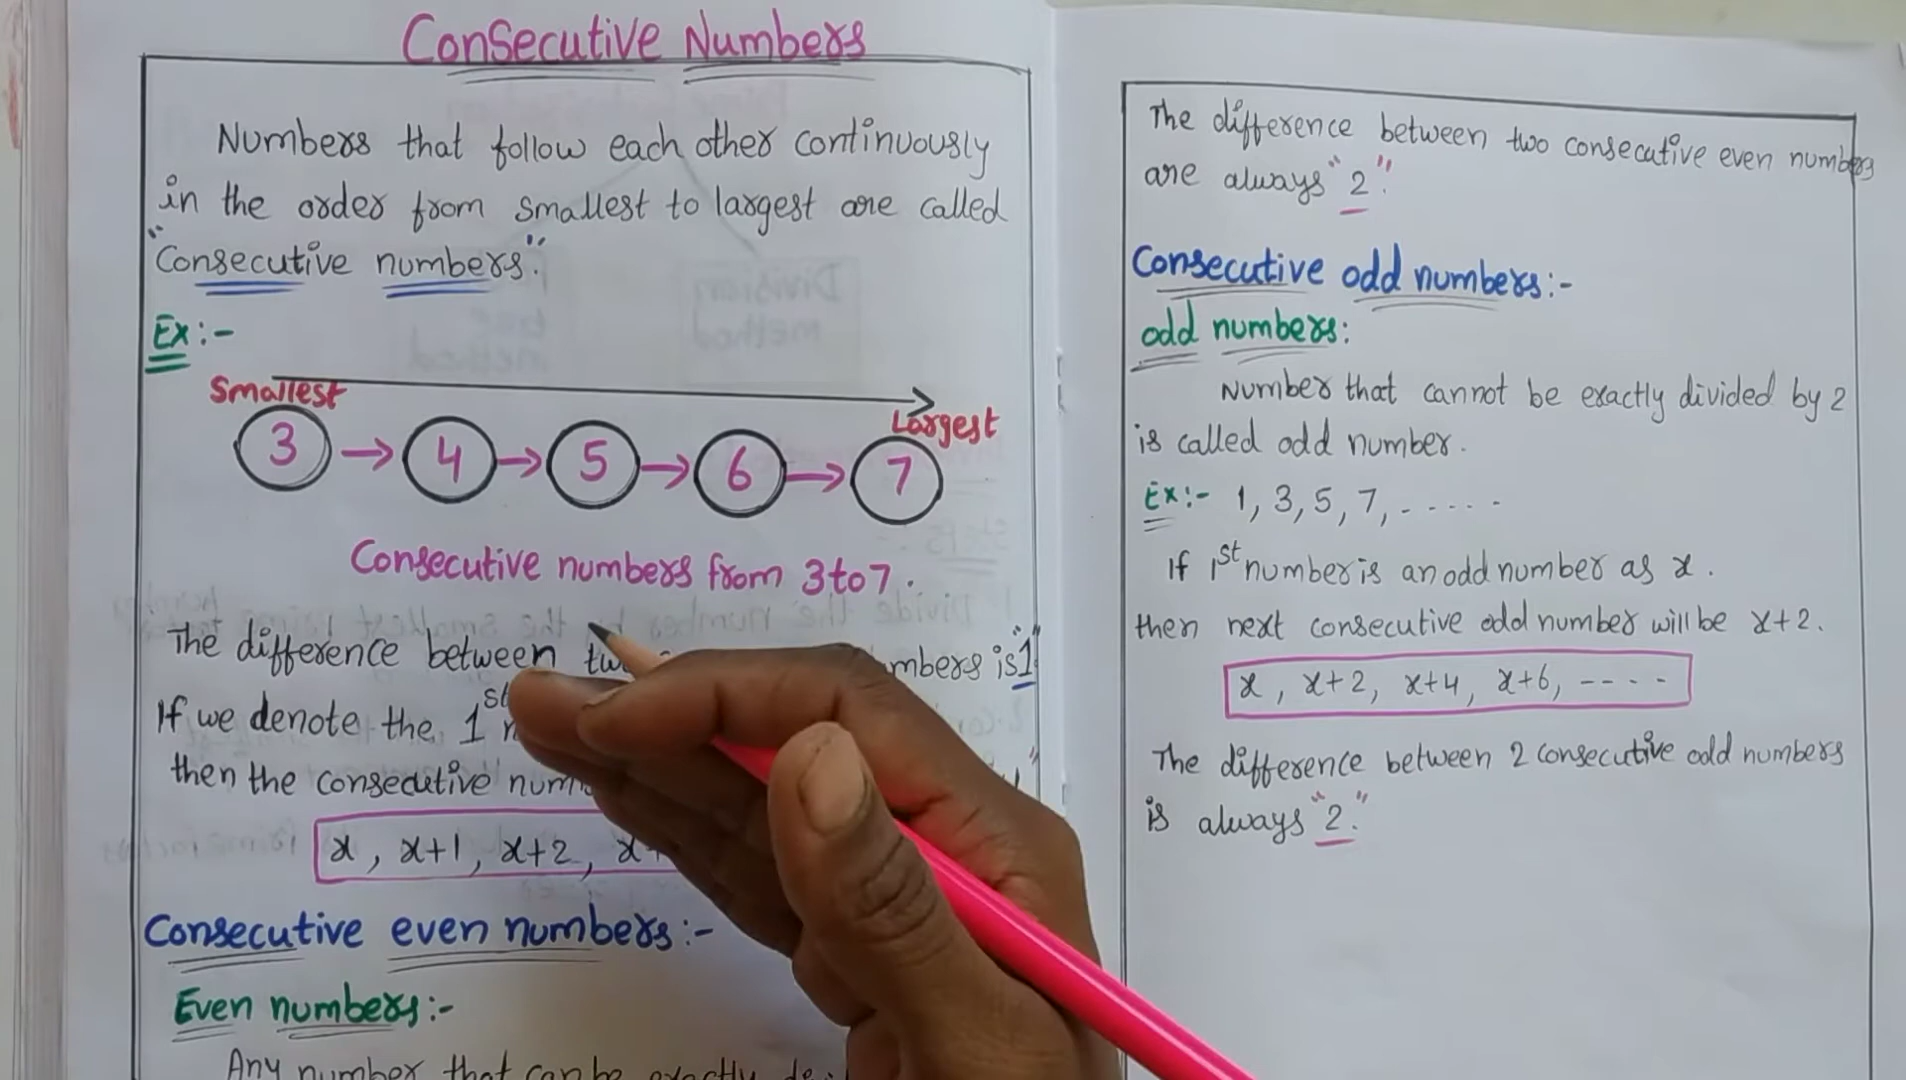 Consecutive Numbers
Numbers that follow each other continuously
in the order from smallest to largest are called
"Consecutive numbers".
Ex:-
Smallest
Largest
3 → 4 → 5 → 6 → 7
Consecutive numbers from 3 to 7.
The difference between is "1"
If we denote the 1st
then the consecutive
x, x+1, x+2,
Consecutive even numbers:-
Even numbers:-
Any number that can be exactly
The difference between two consecutive even numbers
are always "2".
Consecutive odd numbers:-
odd numbers:
Number that cannot be exactly divided by 2
is called odd number.
Ex:- 1, 3, 5, 7, - - - - -
If 1st number is an odd number as x.
then next consecutive odd number will be x+2.
x, x+2, x+4, x+6, - - - -
The difference between 2 consecutive odd numbers
is always "2."